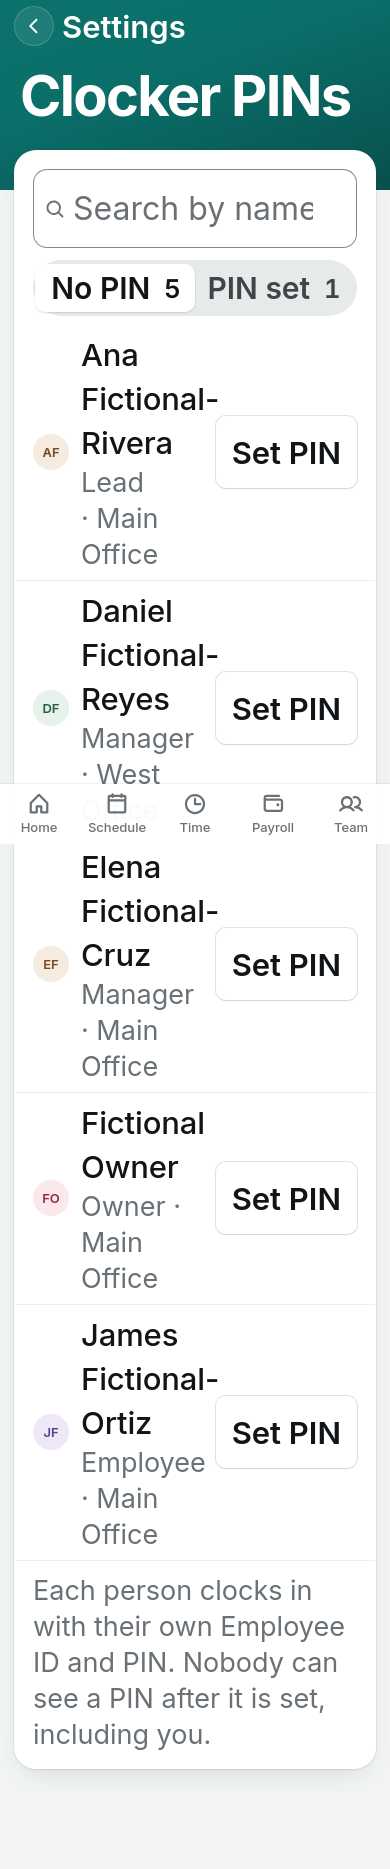 Settings
Clocker PINs
Search by name
No PIN 5 PIN set 1
Ana
Fictional-
Rivera
AF
Lead
· Main
Office
Set PIN
Daniel
Fictional-
Reyes
DF
Manager
· West
Set PIN
Home Schedule Time Payroll Team
Elena
Fictional-
Cruz
EF
Manager
· Main
Office
Set PIN
Fictional
Owner
FO
Owner ·
Main
Office
Set PIN
James
Fictional-
Ortiz
JF
Employee
· Main
Office
Set PIN
Each person clocks in
with their own Employee
ID and PIN. Nobody can
see a PIN after it is set,
including you.